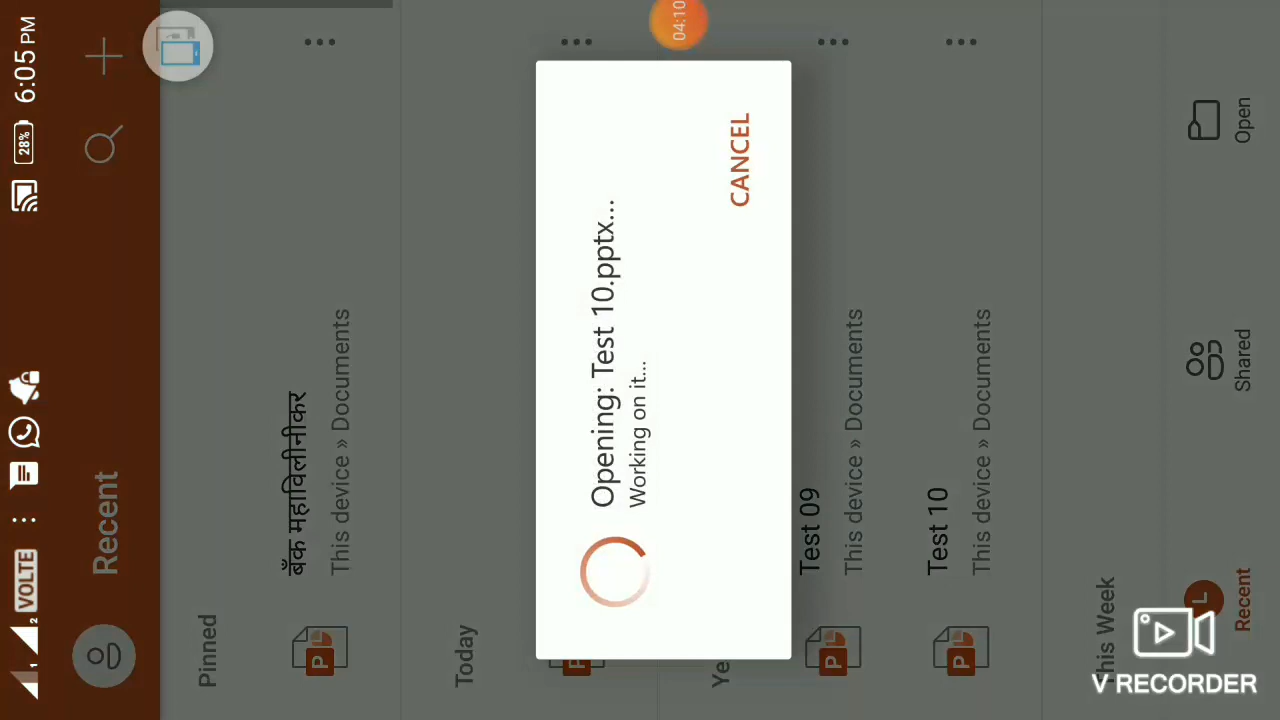 VOLTE
28%
6:05 PM
Recent
04:10
Pinned
बँक महाविलीनीकर
This device » Documents
Today
Opening: Test 10.pptx...
Working on it...
CANCEL
Ye
Test 09
This device » Documents
Test 10
This device » Documents
This Week
Recent
Shared
Open
V RECORDER